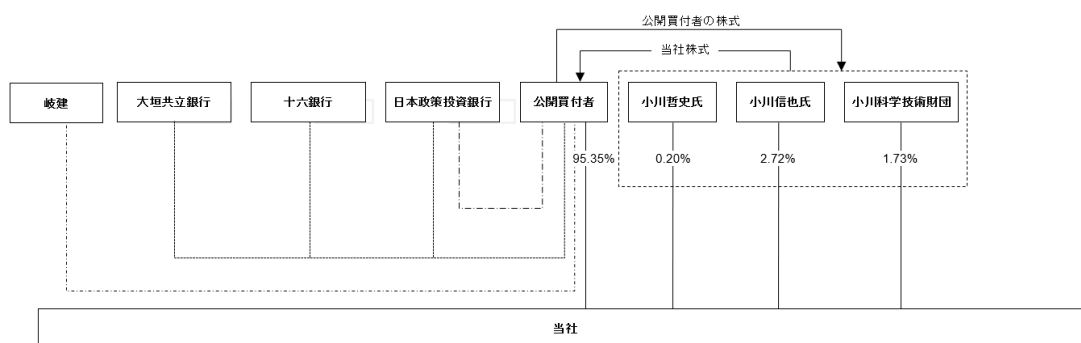 公開買付者の株式
当社株式
岐建
大垣共立銀行
十六銀行
日本政策投資銀行
公開買付者
小川哲史氏
小川信也氏
小川科学技術財団
95.35%
0.20%
2.72%
1.73%
当社